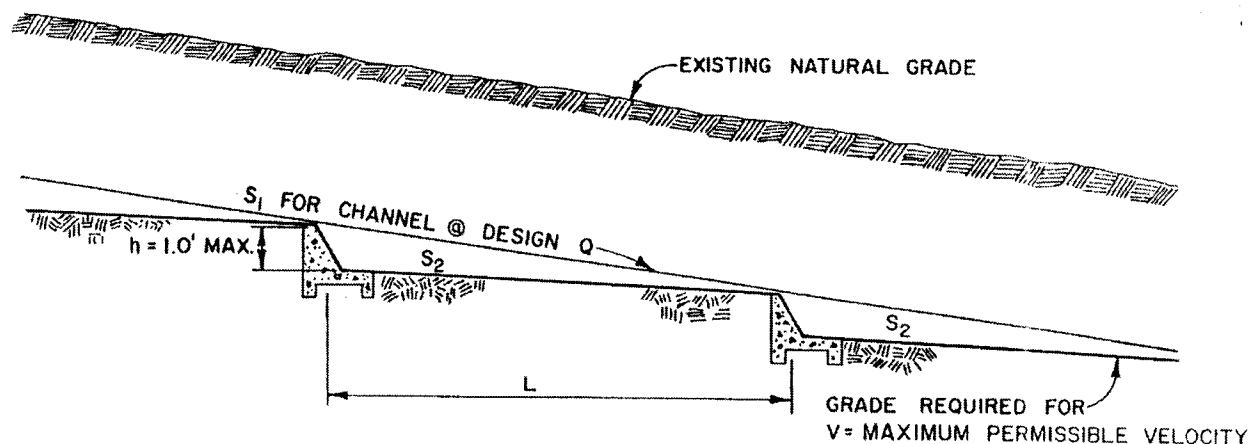 EXISTING NATURAL GRADE
S₁ FOR CHANNEL @ DESIGN Q
h = 1.0' MAX.
S₂
S₂
L
GRADE REQUIRED FOR
V = MAXIMUM PERMISSIBLE VELOCITY